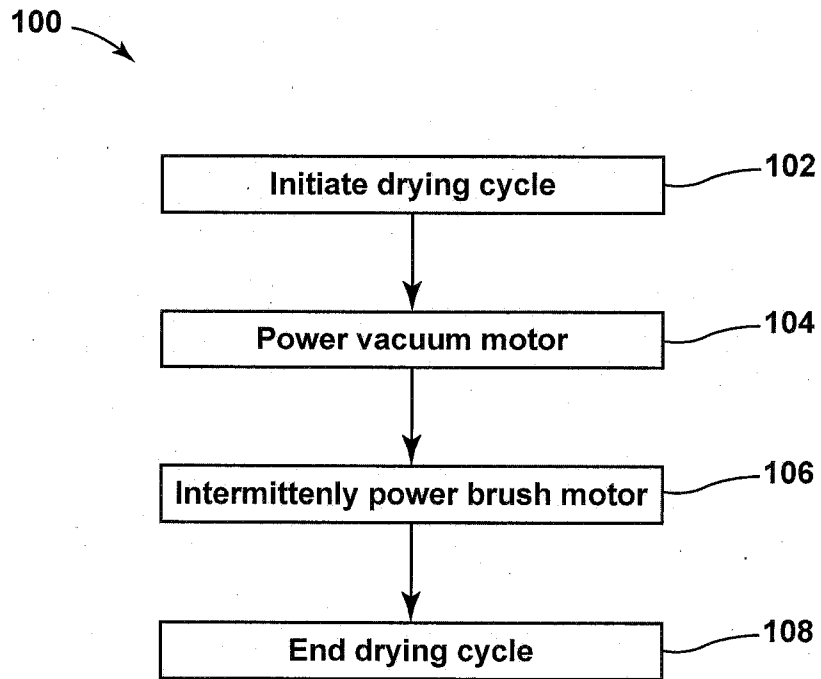 100
Initiate drying cycle
102
Power vacuum motor
104
Intermittenly power brush motor
106
End drying cycle
108